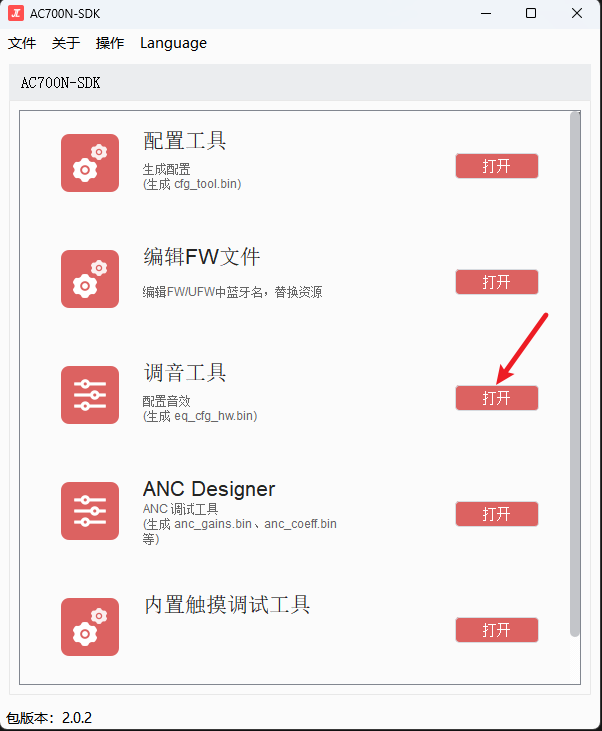 AC700N-SDK
文件 关于 操作 Language
AC700N-SDK
配置工具
生成配置
(生成 cfg_tool.bin)
打开
编辑FW文件
编辑FW/UFW中蓝牙名，替换资源
打开
调音工具
配置音效
(生成 eq_cfg_hw.bin)
打开
ANC Designer
ANC 调试工具
(生成 anc_gains.bin、anc_coeff.bin
等)
打开
内置触摸调试工具
打开
包版本：2.0.2